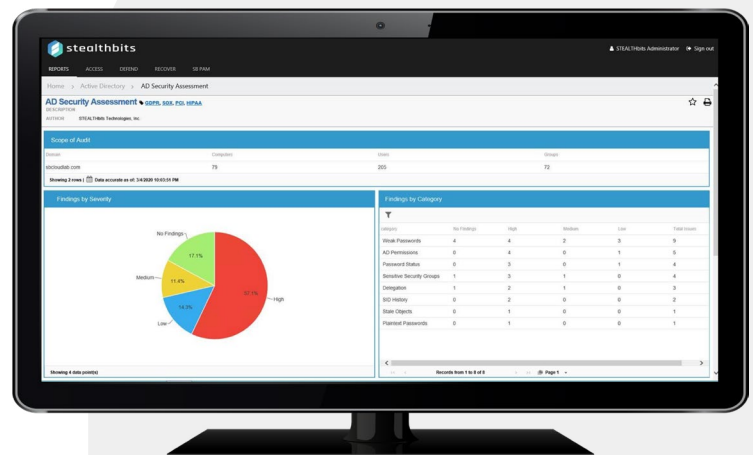 stealthbits
STEALTHbits Administrator Sign out
REPORTS ACCESS DEFEND RECOVER SB PAM
Home > Active Directory > AD Security Assessment
AD Security Assessment GDPR, SOX, PCI, HIPAA
DESCRIPTION
AUTHOR STEALTHbits Technologies, Inc.
Scope of Audit
Domain Computers Users Groups
sbcloudlab.com 79 205 72
Showing 2 rows | Data accurate as of: 3/4/2020 10:03:51 PM
Findings by Severity
No Findings
17.1%
Medium
11.4%
57.1%
High
14.3%
Low
Showing 4 data point(s)
Findings by Category
Category No Findings High Medium Low Total Issues
Weak Passwords 4 4 2 3 9
AD Permissions 0 4 0 1 5
Password Status 0 3 0 1 4
Sensitive Security Groups 1 3 1 0 4
Delegation 1 2 1 0 3
SID History 0 2 0 0 2
Stale Objects 0 1 0 0 1
Plaintext Passwords 0 1 0 0 1
Records from 1 to 8 of 8 Page 1